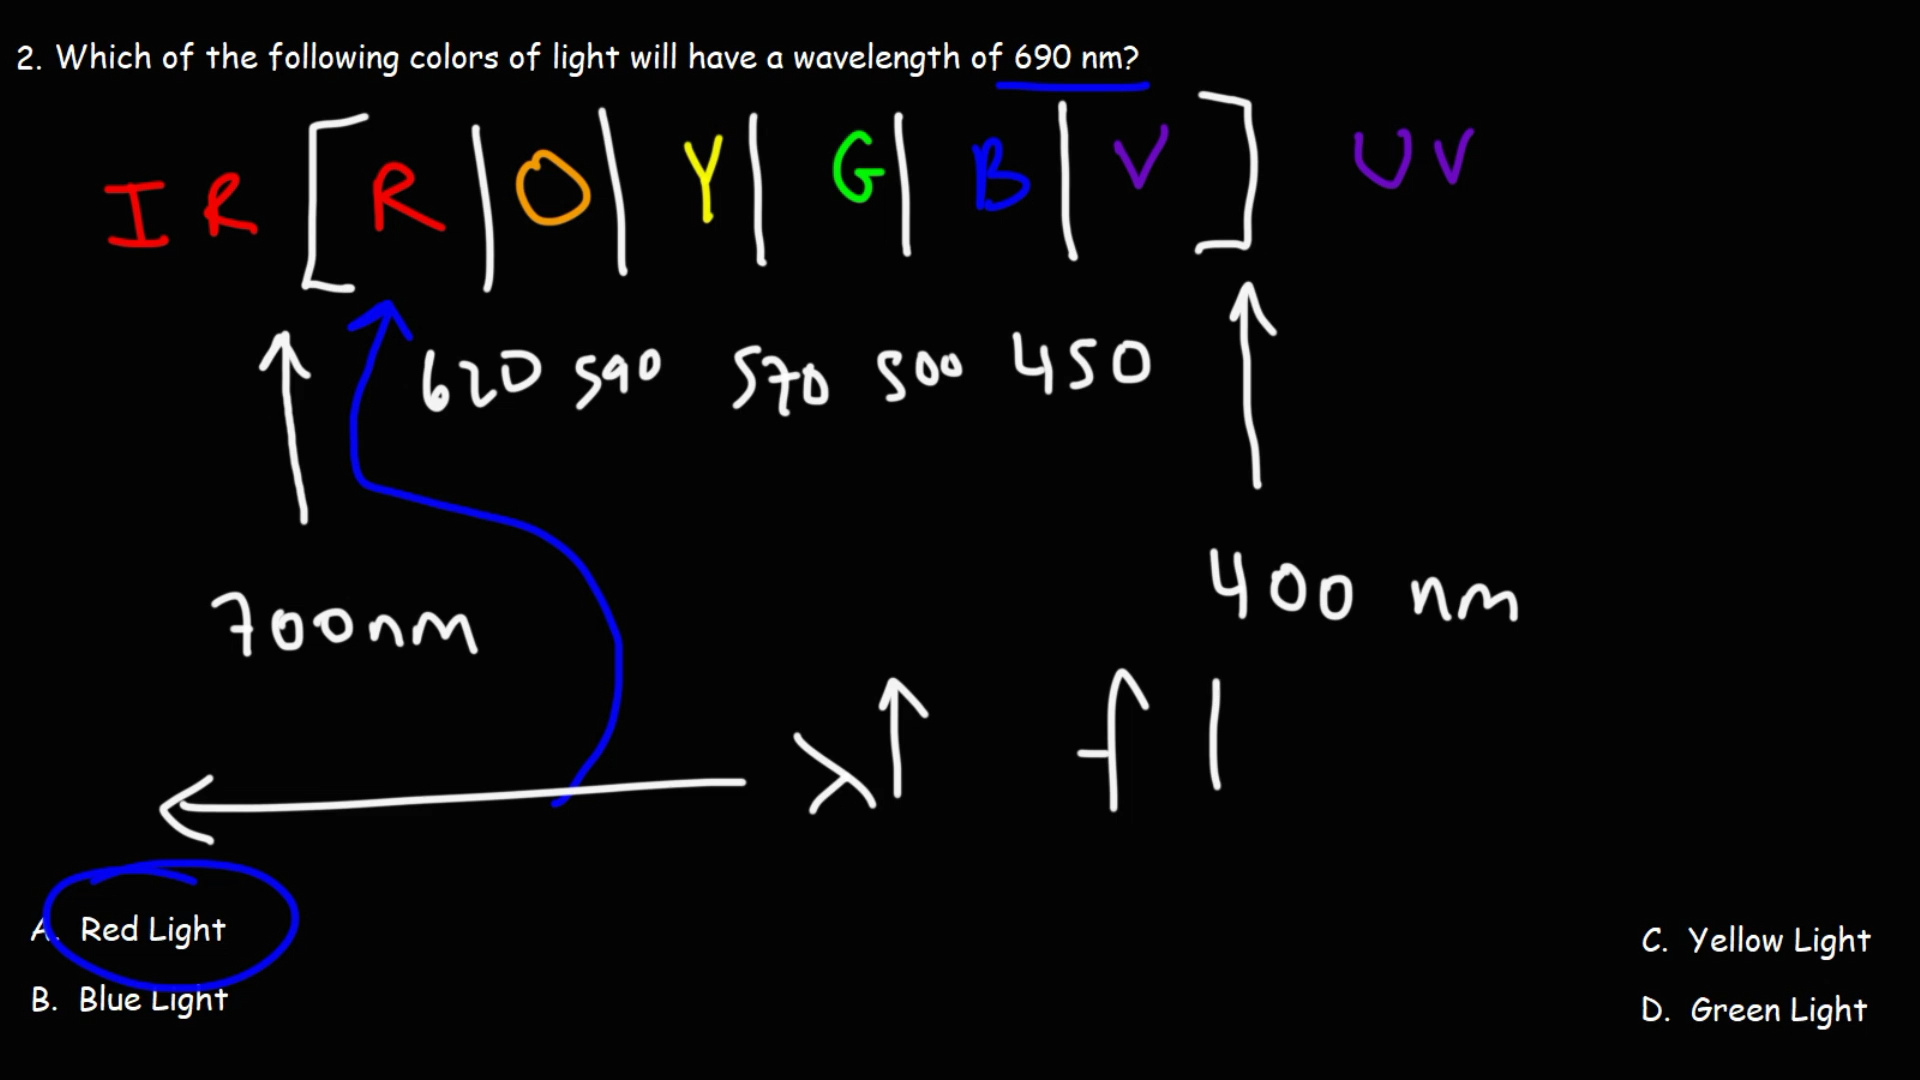 2. Which of the following colors of light will have a wavelength of 690 nm?
IR [ R | O | Y | G | B | V ] UV
620 590 570 500 450
700nm
400 nm
λ↑ f |
A. Red Light
B. Blue Light
C. Yellow Light
D. Green Light